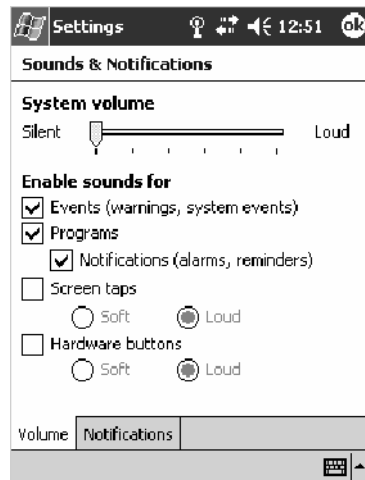 Settings 12:51 ok
Sounds & Notifications
System volume
Silent Loud
Enable sounds for
Events (warnings, system events)
Programs
Notifications (alarms, reminders)
Screen taps
Soft Loud
Hardware buttons
Soft Loud
Volume Notifications